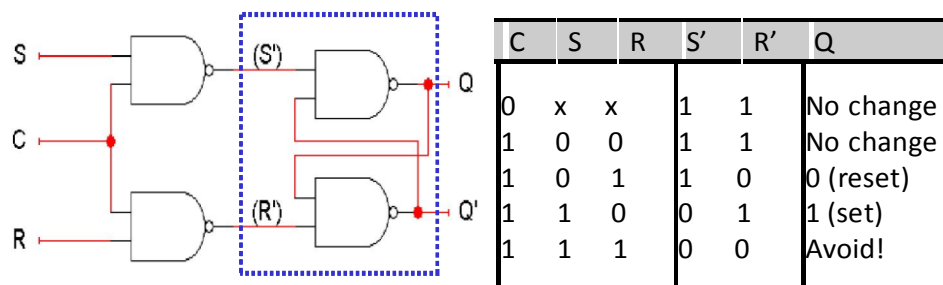 S
(S')
Q
C
R
(R')
Q'
C S R S’ R’ Q
0 x x 1 1 No change
1 0 0 1 1 No change
1 0 1 1 0 0 (reset)
1 1 0 0 1 1 (set)
1 1 1 0 0 Avoid!